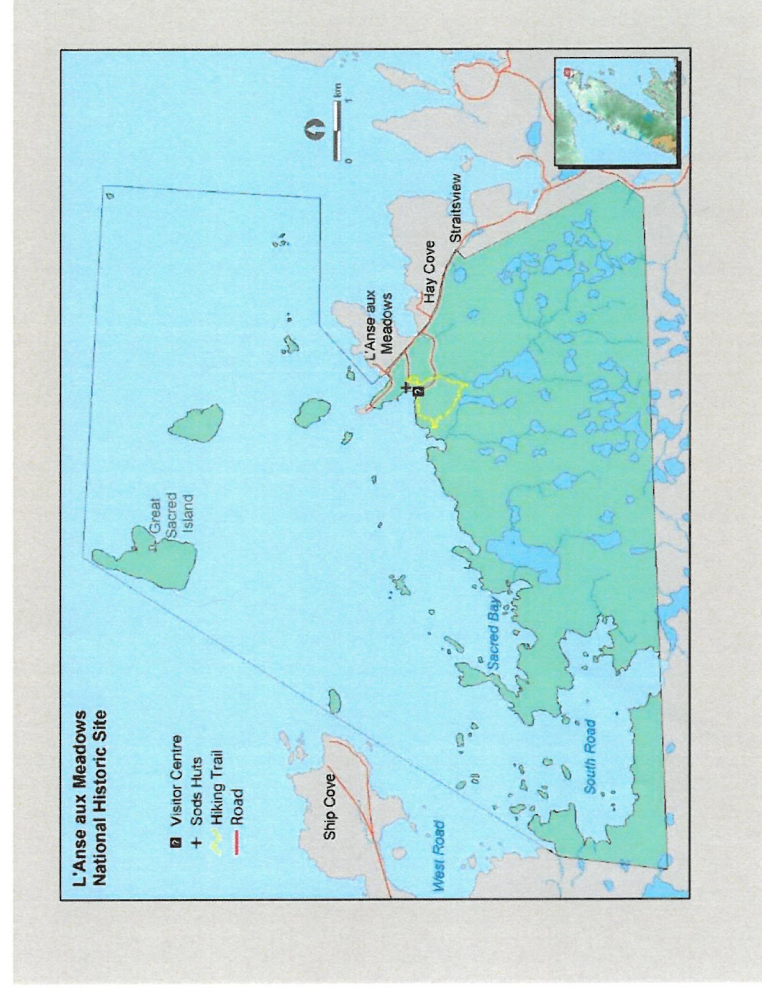 L'Anse aux Meadows
National Historic Site
? Visitor Centre
+ Sods Huts
Hiking Trail
Road
Great
Sacred
Island
Ship Cove
West Road
South Road
Sacred Bay
L'Anse aux
Meadows
Hay Cove
Straitsview
0 1
km